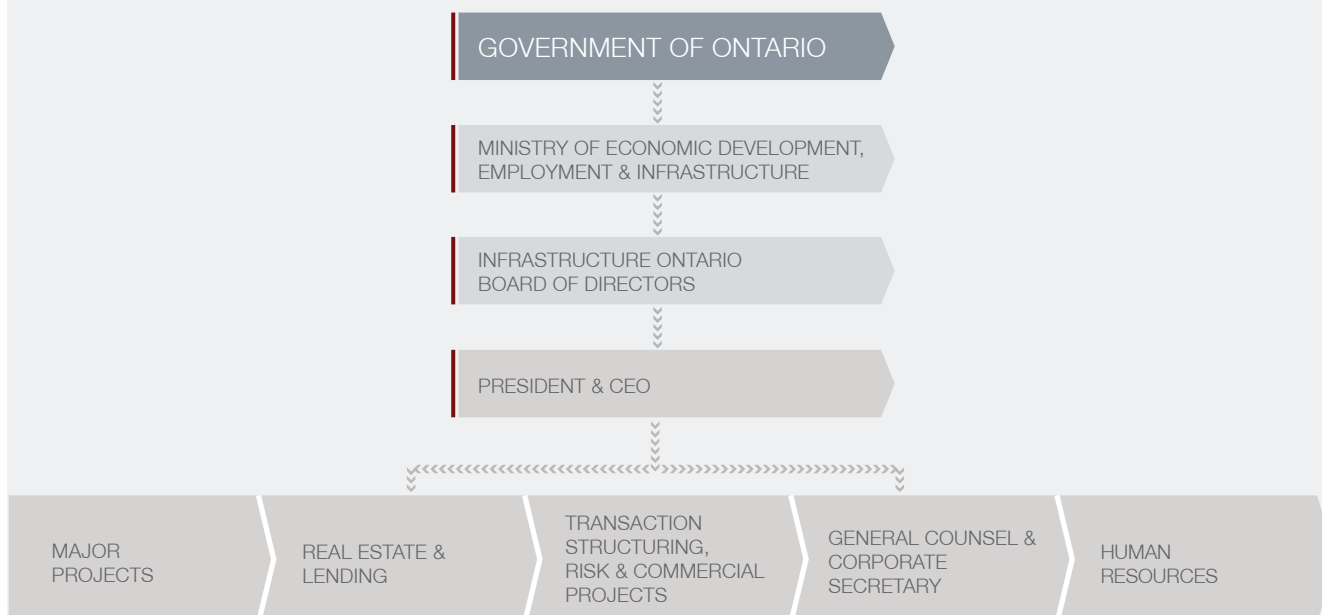 GOVERNMENT OF ONTARIO
MINISTRY OF ECONOMIC DEVELOPMENT,
EMPLOYMENT & INFRASTRUCTURE
INFRASTRUCTURE ONTARIO
BOARD OF DIRECTORS
PRESIDENT & CEO
MAJOR
PROJECTS
REAL ESTATE &
LENDING
TRANSACTION
STRUCTURING,
RISK & COMMERCIAL
PROJECTS
GENERAL COUNSEL &
CORPORATE
SECRETARY
HUMAN
RESOURCES